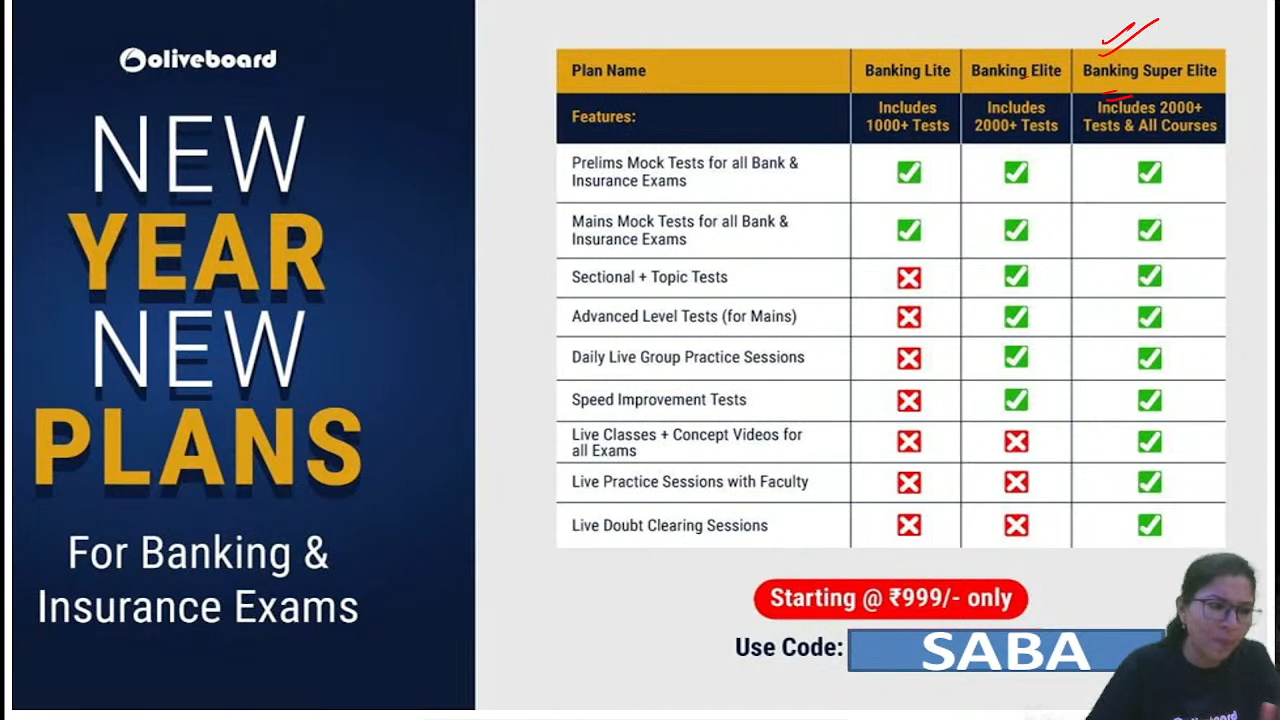 oliveboard
NEW
YEAR
NEW
PLANS
For Banking &
Insurance Exams
Plan Name Banking Lite Banking Elite Banking Super Elite
Features: Includes 1000+ Tests Includes 2000+ Tests Includes 2000+ Tests & All Courses
Prelims Mock Tests for all Bank &
Insurance Exams
Mains Mock Tests for all Bank &
Insurance Exams
Sectional + Topic Tests
Advanced Level Tests (for Mains)
Daily Live Group Practice Sessions
Speed Improvement Tests
Live Classes + Concept Videos for
all Exams
Live Practice Sessions with Faculty
Live Doubt Clearing Sessions
Starting @ ₹999/- only
Use Code: SABA